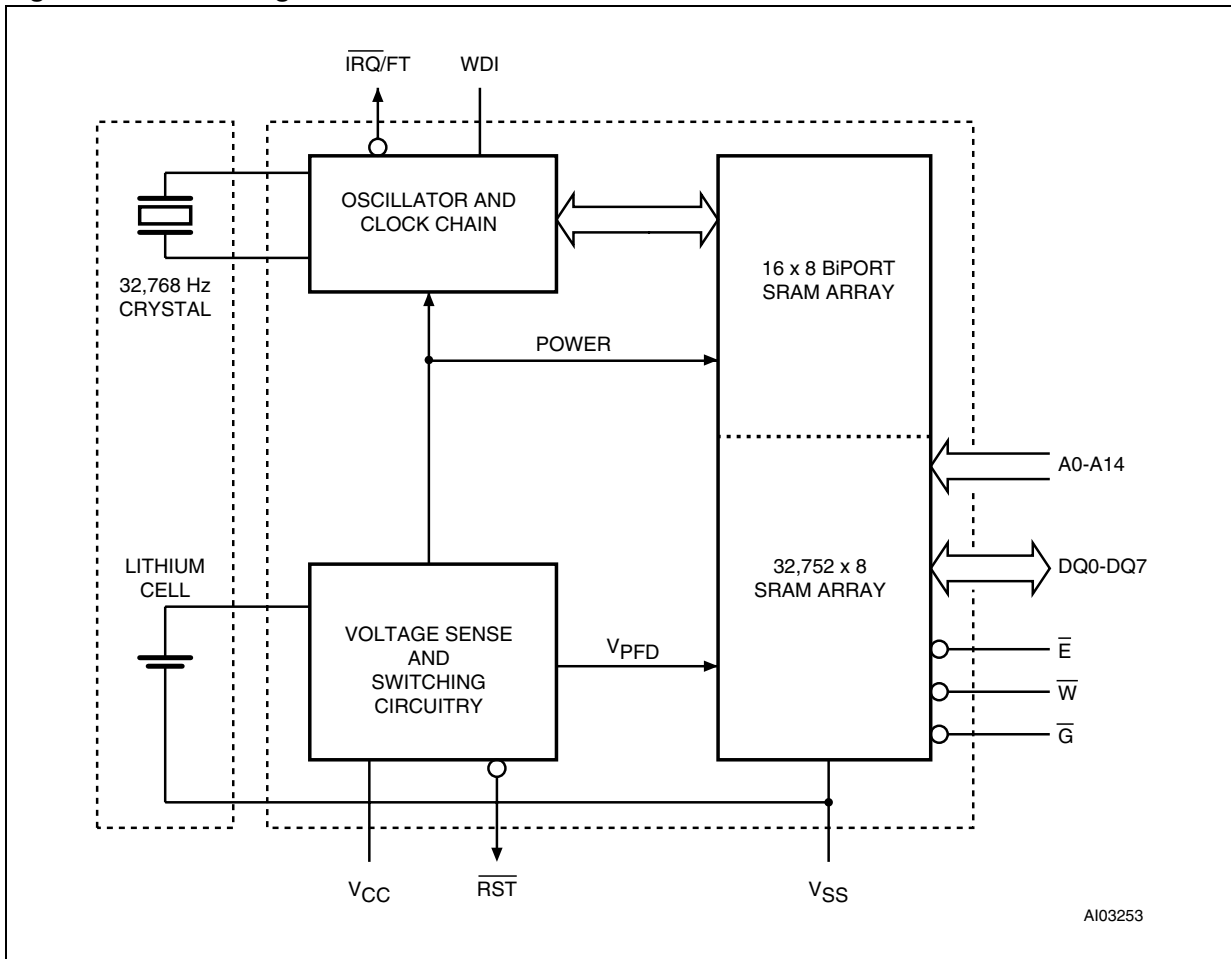 IRQ/FT
WDI
OSCILLATOR AND
CLOCK CHAIN
32,768 Hz
CRYSTAL
16 x 8 BiPORT
SRAM ARRAY
POWER
A0-A14
LITHIUM
CELL
32,752 x 8
SRAM ARRAY
DQ0-DQ7
VOLTAGE SENSE
AND
SWITCHING
CIRCUITRY
VPFD
E
W
G
VCC
RST
VSS
AI03253